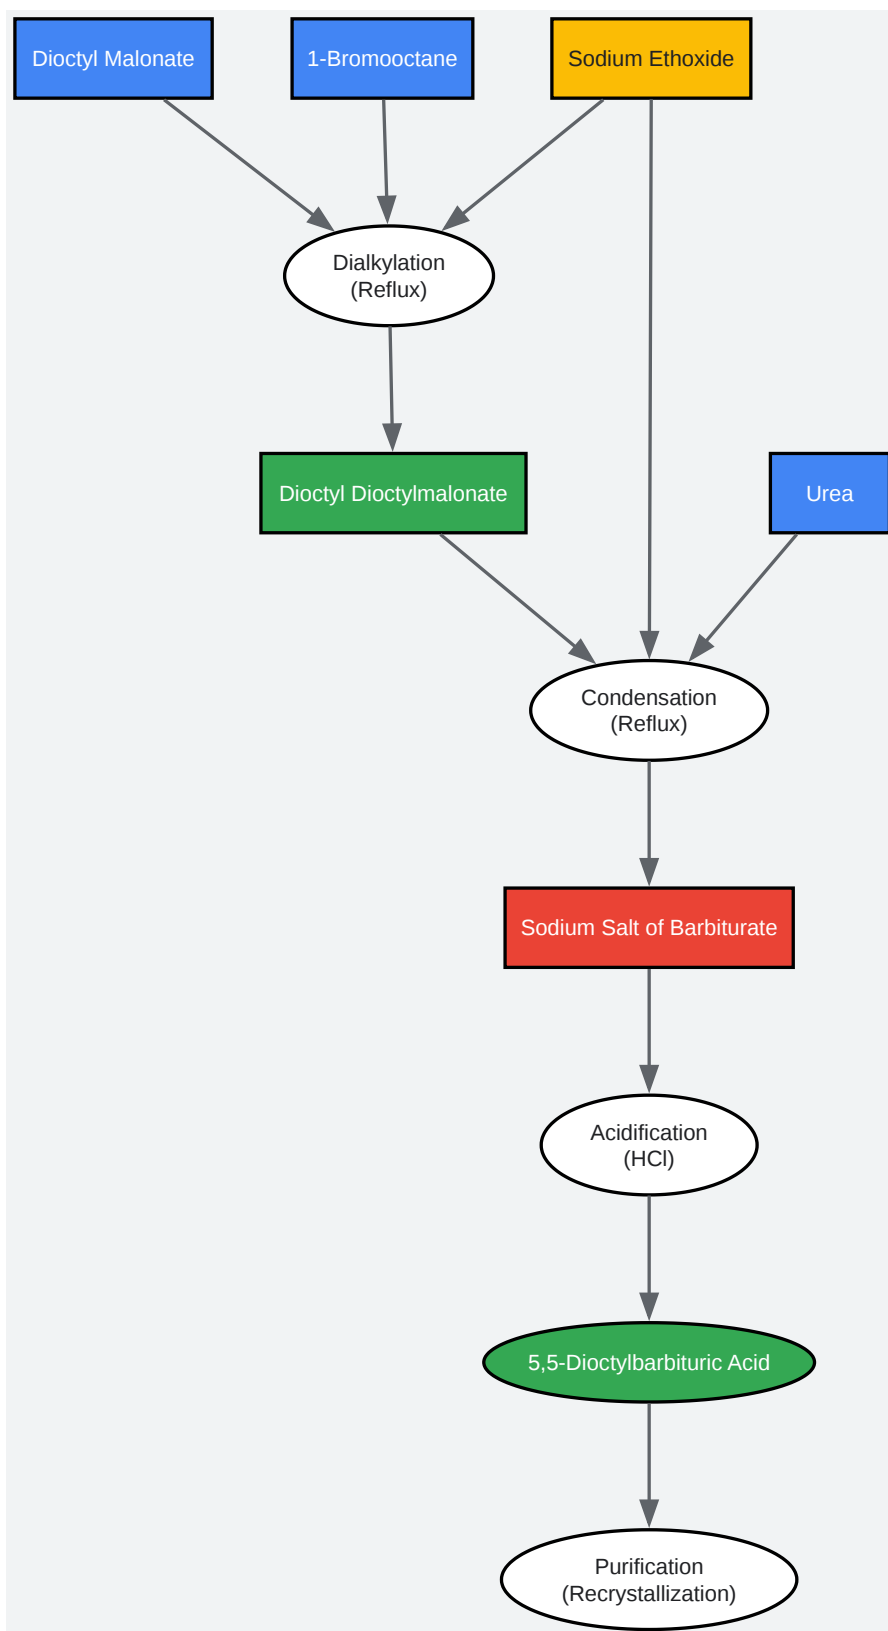 Dioctyl Malonate
1-Bromooctane
Sodium Ethoxide
Dialkylation
(Reflux)
Dioctyl Dioctylmalonate
Urea
Condensation
(Reflux)
Sodium Salt of Barbiturate
Acidification
(HCl)
5,5-Dioctylbarbituric Acid
Purification
(Recrystallization)